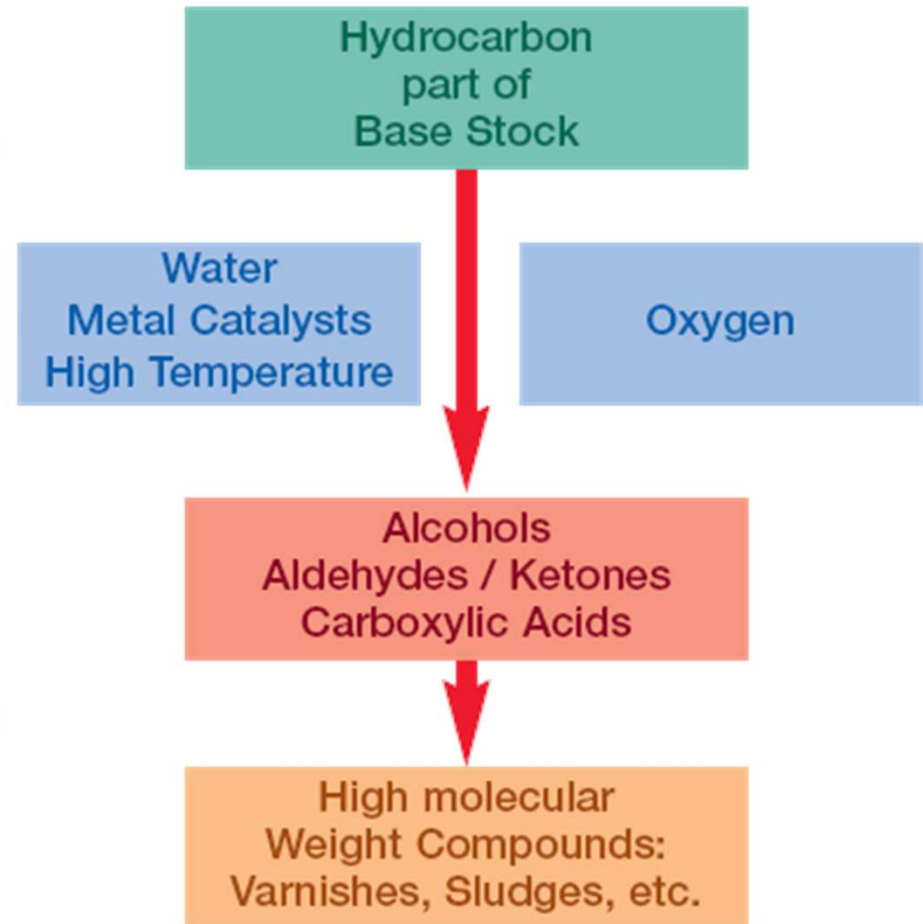 Hydrocarbon
part of
Base Stock
Water
Metal Catalysts
High Temperature
Oxygen
Alcohols
Aldehydes / Ketones
Carboxylic Acids
High molecular
Weight Compounds:
Varnishes, Sludges, etc.